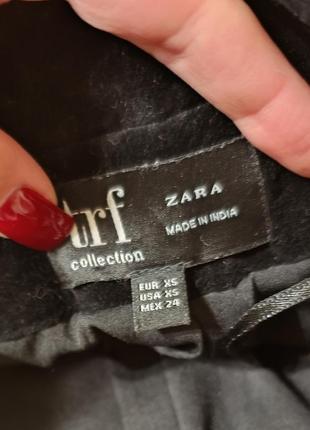 trf
collection
ZARA
MADE IN INDIA
EUR XS
USA XS
MEX 24